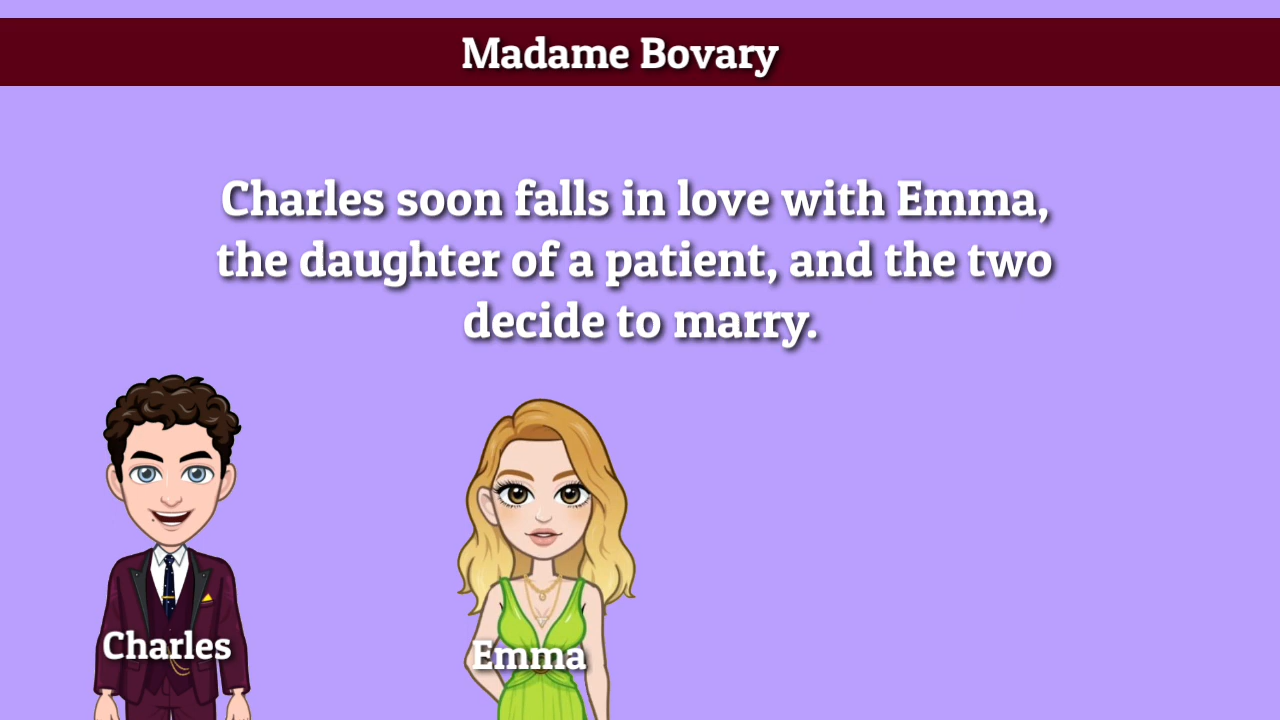 Madame Bovary
Charles soon falls in love with Emma,
the daughter of a patient, and the two
decide to marry.
Charles
Emma